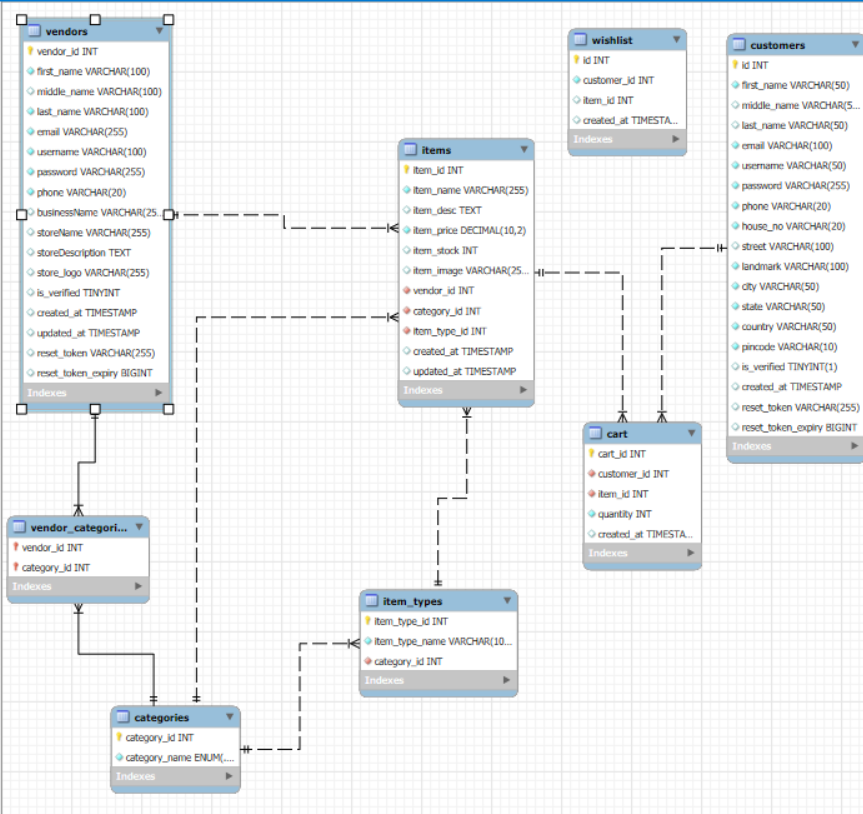 vendors
vendor_id INT
first_name VARCHAR(100)
middle_name VARCHAR(100)
last_name VARCHAR(100)
email VARCHAR(255)
username VARCHAR(100)
password VARCHAR(255)
phone VARCHAR(20)
businessName VARCHAR(25...
storeName VARCHAR(255)
storeDescription TEXT
store_logo VARCHAR(255)
is_verified TINYINT
created_at TIMESTAMP
updated_at TIMESTAMP
reset_token VARCHAR(255)
reset_token_expiry BIGINT
Indexes
wishlist
id INT
customer_id INT
item_id INT
created_at TIMESTA...
Indexes
customers
id INT
first_name VARCHAR(50)
middle_name VARCHAR(5...
last_name VARCHAR(50)
email VARCHAR(100)
username VARCHAR(50)
password VARCHAR(255)
phone VARCHAR(20)
house_no VARCHAR(20)
street VARCHAR(100)
landmark VARCHAR(100)
city VARCHAR(50)
state VARCHAR(50)
country VARCHAR(50)
pincode VARCHAR(10)
is_verified TINYINT(1)
created_at TIMESTAMP
reset_token VARCHAR(255)
reset_token_expiry BIGINT
Indexes
items
item_id INT
item_name VARCHAR(255)
item_desc TEXT
item_price DECIMAL(10,2)
item_stock INT
item_image VARCHAR(25...
vendor_id INT
category_id INT
item_type_id INT
created_at TIMESTAMP
updated_at TIMESTAMP
Indexes
cart
cart_id INT
customer_id INT
item_id INT
quantity INT
created_at TIMESTA...
Indexes
vendor_categori...
vendor_id INT
category_id INT
Indexes
item_types
item_type_id INT
item_type_name VARCHAR(10...
category_id INT
Indexes
categories
category_id INT
category_name ENUM(....
Indexes